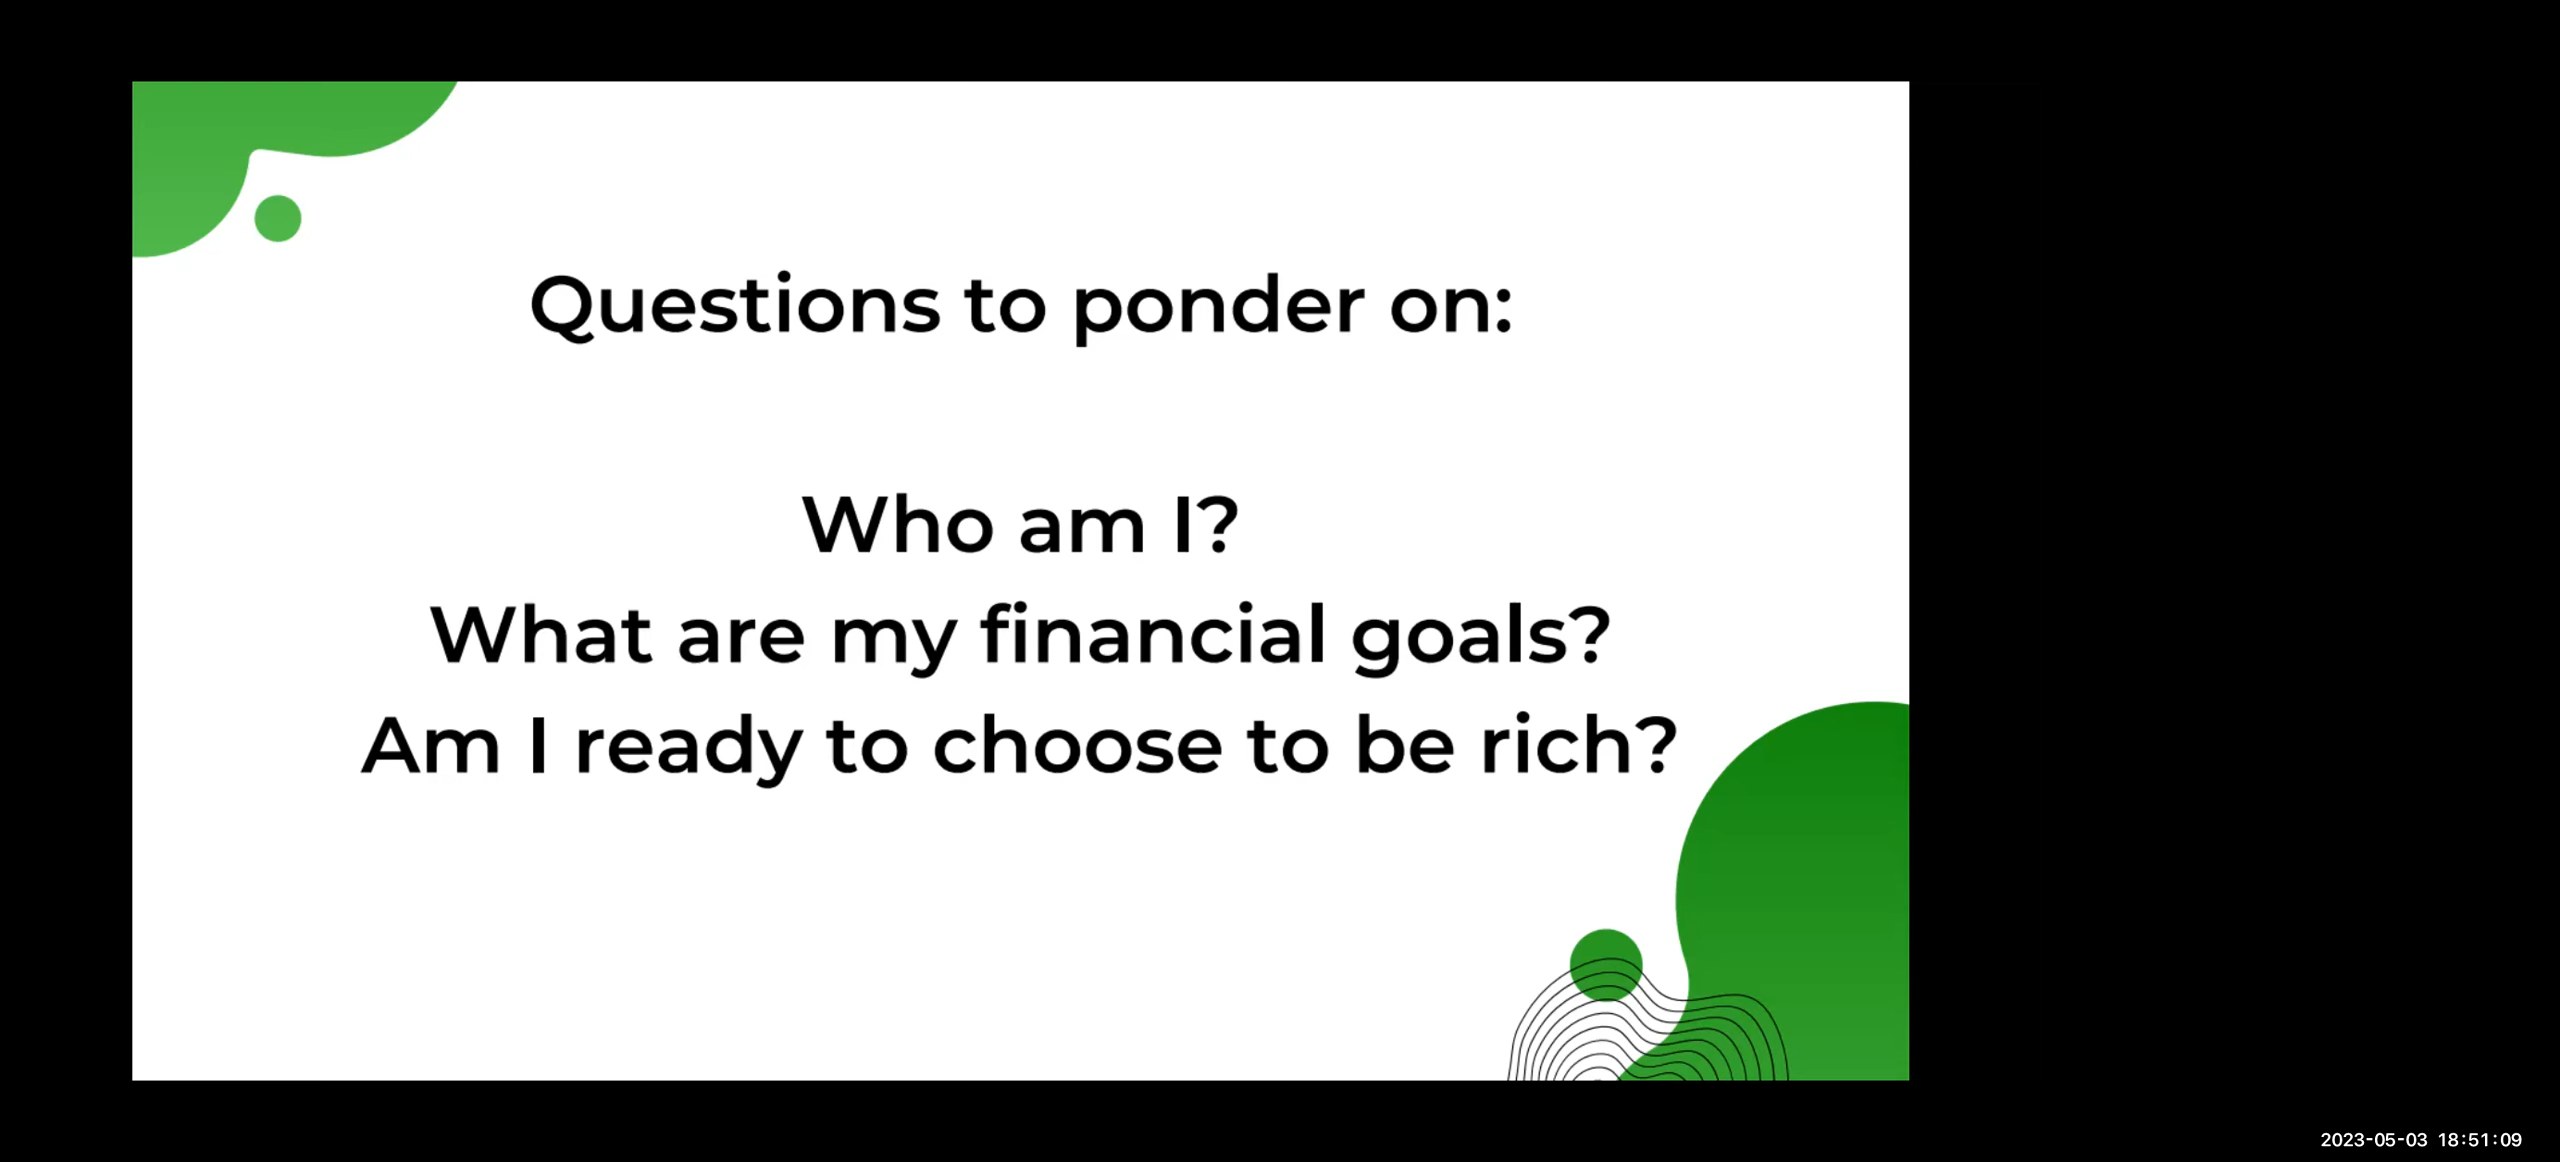 Questions to ponder on:
Who am I?
What are my financial goals?
Am I ready to choose to be rich?
2023-05-03 18:51:09